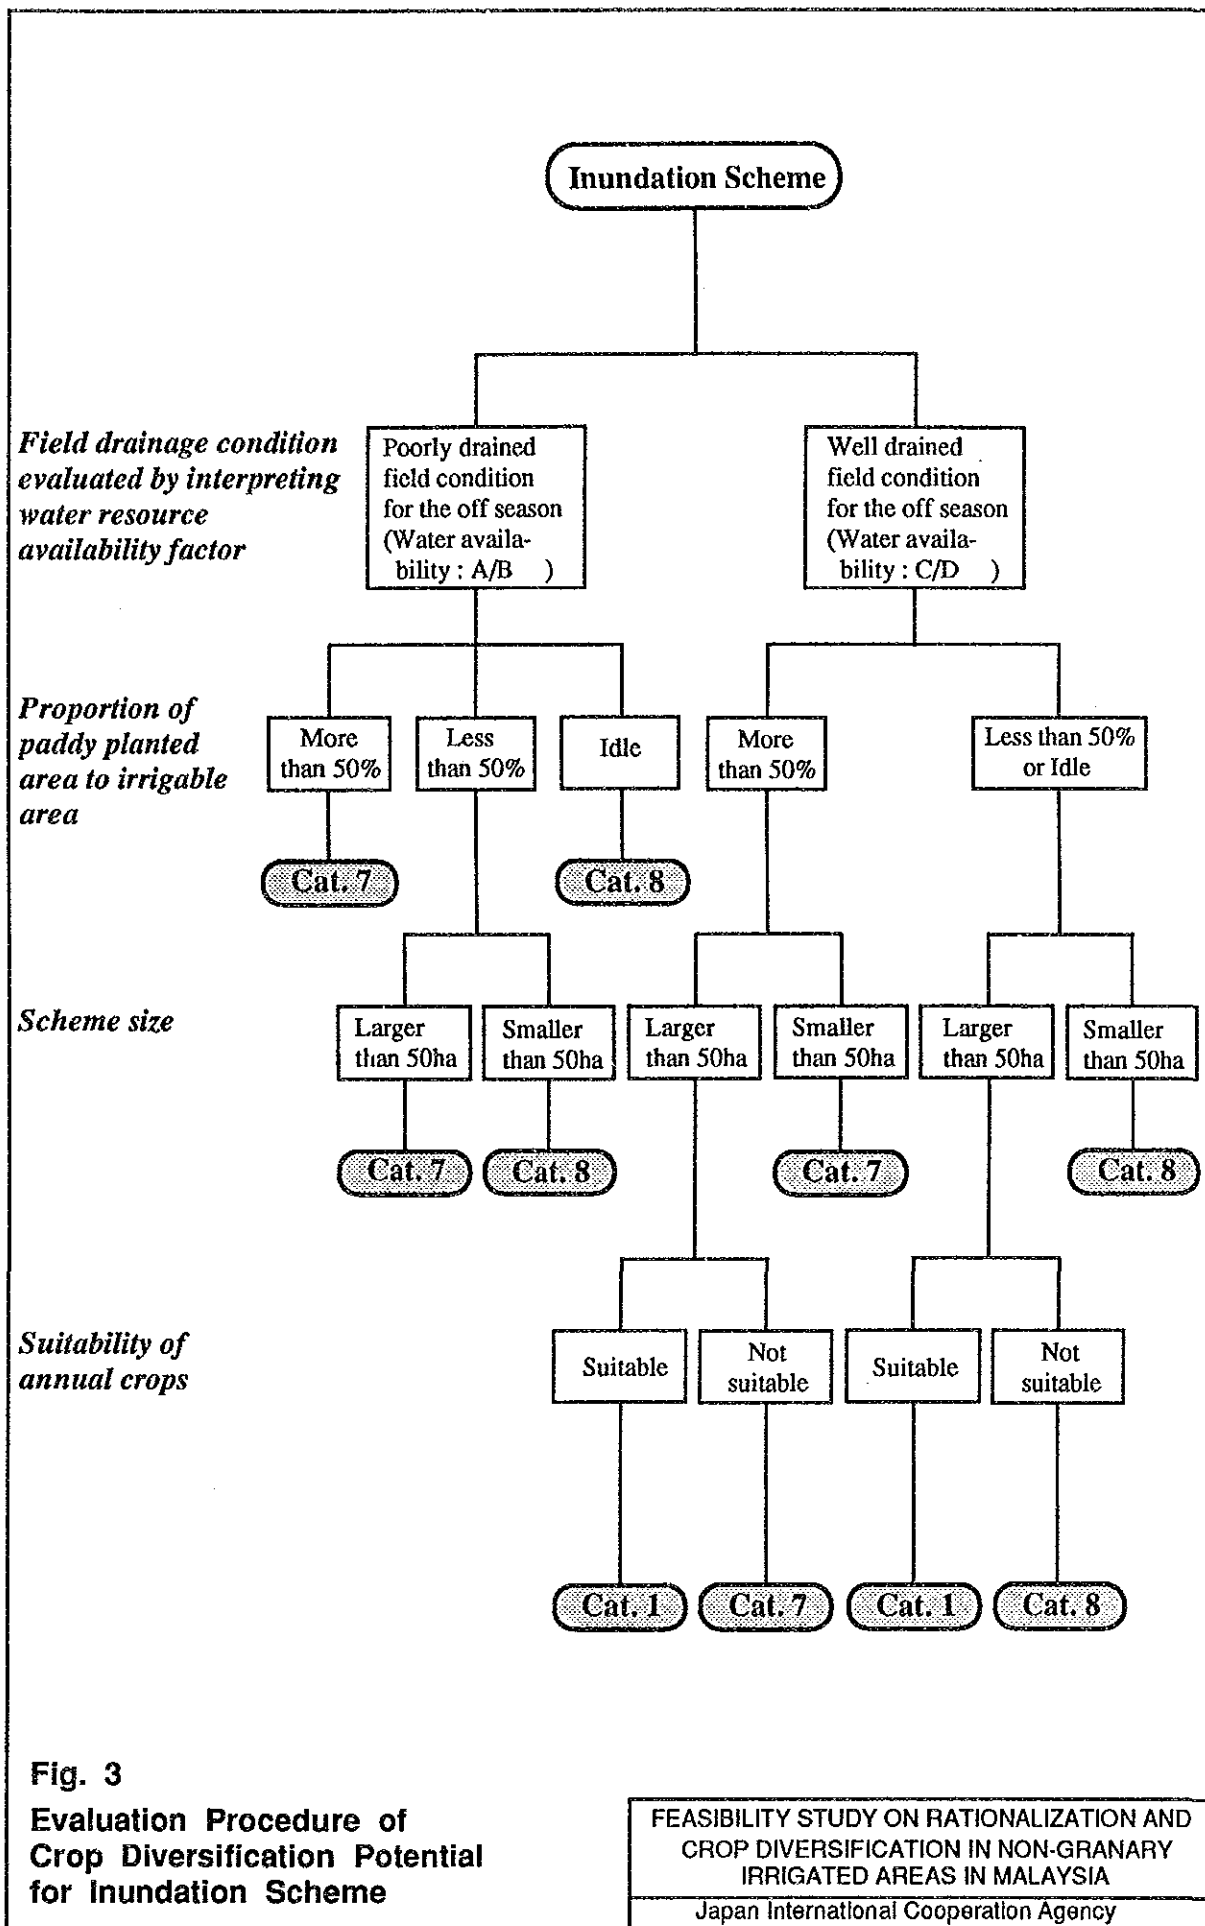 Inundation Scheme
Field drainage condition
evaluated by interpreting
water resource
availability factor
Poorly drained
field condition
for the off season
(Water availa-
bility : A/B )
Well drained
field condition
for the off season
(Water availa-
bility : C/D )
Proportion of
paddy planted
area to irrigable
area
More
than 50%
Less
than 50%
Idle
More
than 50%
Less than 50%
or Idle
Cat. 7
Cat. 8
Scheme size
Larger
than 50ha
Smaller
than 50ha
Larger
than 50ha
Smaller
than 50ha
Larger
than 50ha
Smaller
than 50ha
Cat. 7
Cat. 8
Cat. 7
Cat. 8
Suitability of
annual crops
Suitable
Not
suitable
Suitable
Not
suitable
Cat. 1
Cat. 7
Cat. 1
Cat. 8
Fig. 3
Evaluation Procedure of
Crop Diversification Potential
for Inundation Scheme
FEASIBILITY STUDY ON RATIONALIZATION AND
CROP DIVERSIFICATION IN NON-GRANARY
IRRIGATED AREAS IN MALAYSIA
Japan International Cooperation Agency